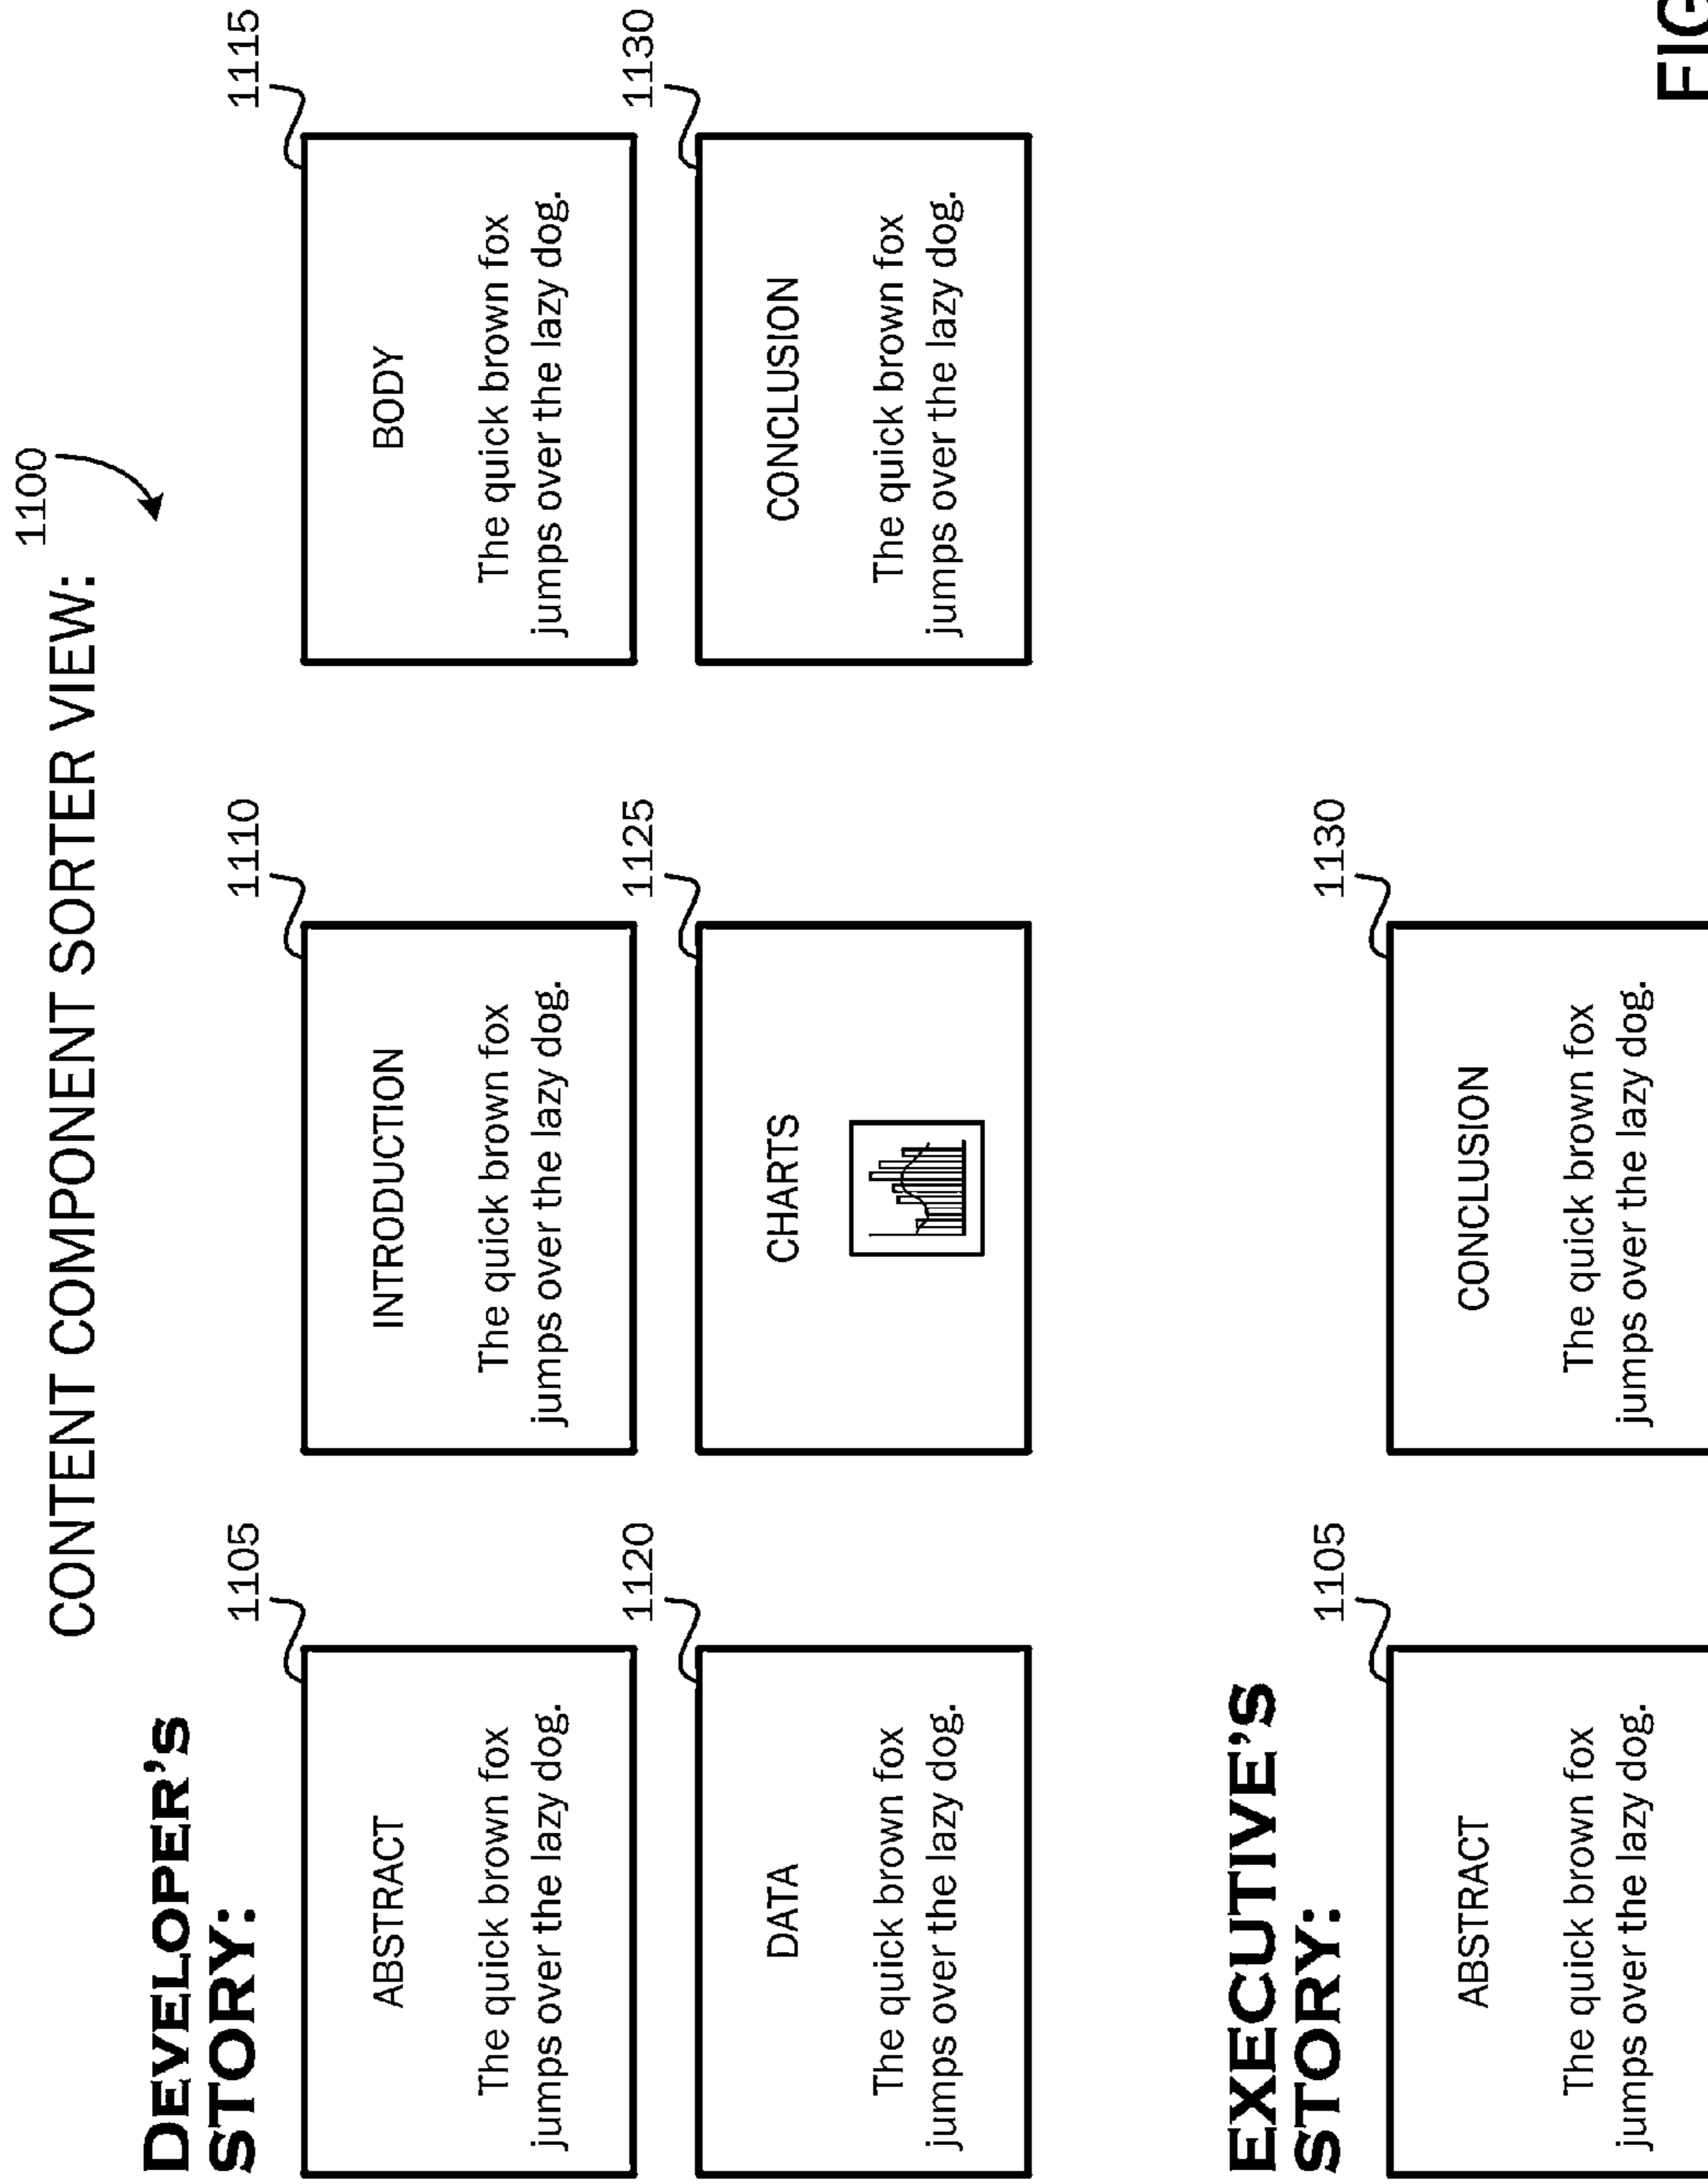 1100
CONTENT COMPONENT SORTER VIEW:
DEVELOPER'S
STORY:
1105
ABSTRACT
The quick brown fox
jumps over the lazy dog.
1110
INTRODUCTION
The quick brown fox
jumps over the lazy dog.
1115
BODY
The quick brown fox
jumps over the lazy dog.
1120
DATA
The quick brown fox
jumps over the lazy dog.
1125
CHARTS
1130
CONCLUSION
The quick brown fox
jumps over the lazy dog.
EXECUTIVE'S
STORY:
1105
ABSTRACT
The quick brown fox
jumps over the lazy dog.
1130
CONCLUSION
The quick brown fox
jumps over the lazy dog.